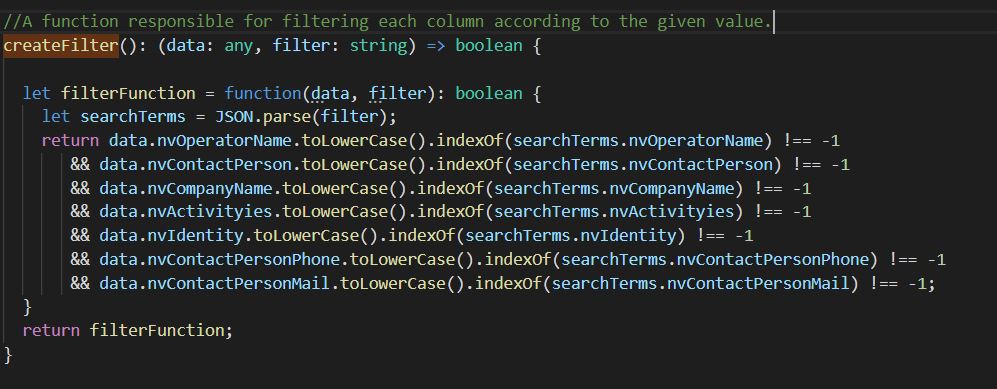 //A function responsible for filtering each column according to the given value.
createFilter(): (data: any, filter: string) => boolean {
let filterFunction = function(data, filter): boolean {
let searchTerms = JSON.parse(filter);
return data.nvOperatorName.toLowerCase().indexOf(searchTerms.nvOperatorName) !== -1
&& data.nvContactPerson.toLowerCase().indexOf(searchTerms.nvContactPerson) !== -1
&& data.nvCompanyName.toLowerCase().indexOf(searchTerms.nvCompanyName) !== -1
&& data.nvActivityies.toLowerCase().indexOf(searchTerms.nvActivityies) !== -1
&& data.nvIdentity.toLowerCase().indexOf(searchTerms.nvIdentity) !== -1
&& data.nvContactPersonPhone.toLowerCase().indexOf(searchTerms.nvContactPersonPhone) !== -1
&& data.nvContactPersonMail.toLowerCase().indexOf(searchTerms.nvContactPersonMail) !== -1;
}
return filterFunction;
}